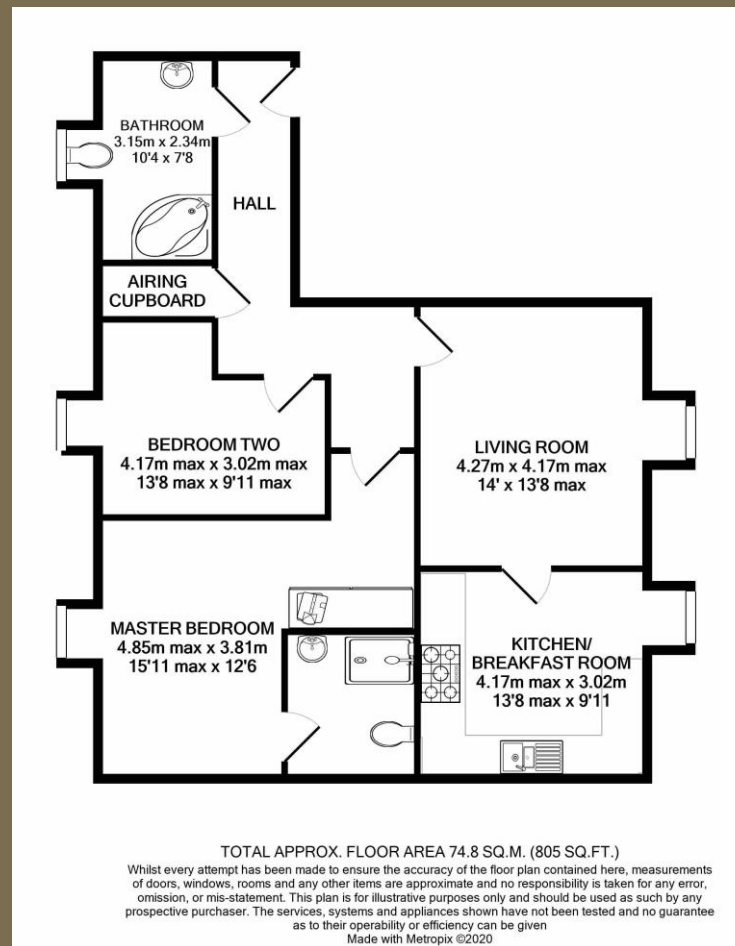 BATHROOM
3.15m x 2.34m
10'4 x 7'8
HALL
AIRING
CUPBOARD
BEDROOM TWO
4.17m max x 3.02m max
13'8 max x 9'11 max
LIVING ROOM
4.27m x 4.17m max
14' x 13'8 max
MASTER BEDROOM
4.85m max x 3.81m
15'11 max x 12'6
KITCHEN/
BREAKFAST ROOM
4.17m max x 3.02m
13'8 max x 9'11
TOTAL APPROX. FLOOR AREA 74.8 SQ.M. (805 SQ.FT.)
Whilst every attempt has been made to ensure the accuracy of the floor plan contained here, measurements
of doors, windows, rooms and any other items are approximate and no responsibility is taken for any error,
omission, or mis-statement. This plan is for illustrative purposes only and should be used as such by any
prospective purchaser. The services, systems and appliances shown have not been tested and no guarantee
as to their operability or efficiency can be given
Made with Metropix ©2020